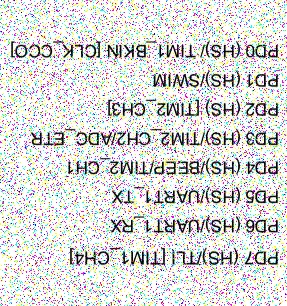 PD7 (HS)/TLI [TIM1_CH4]
PD6 (HS)/UART1_RX
PD5 (HS)/UART1_TX
PD4 (HS)/BEEP/TIM2_CH1
PD3 (HS)/TIM2_CH2/ADC_ETR
PD2 (HS) [TIM2_CH3]
PD1 (HS)/SWIM
PD0 (HS)/ TIM1_BKIN [CLK_CCO]